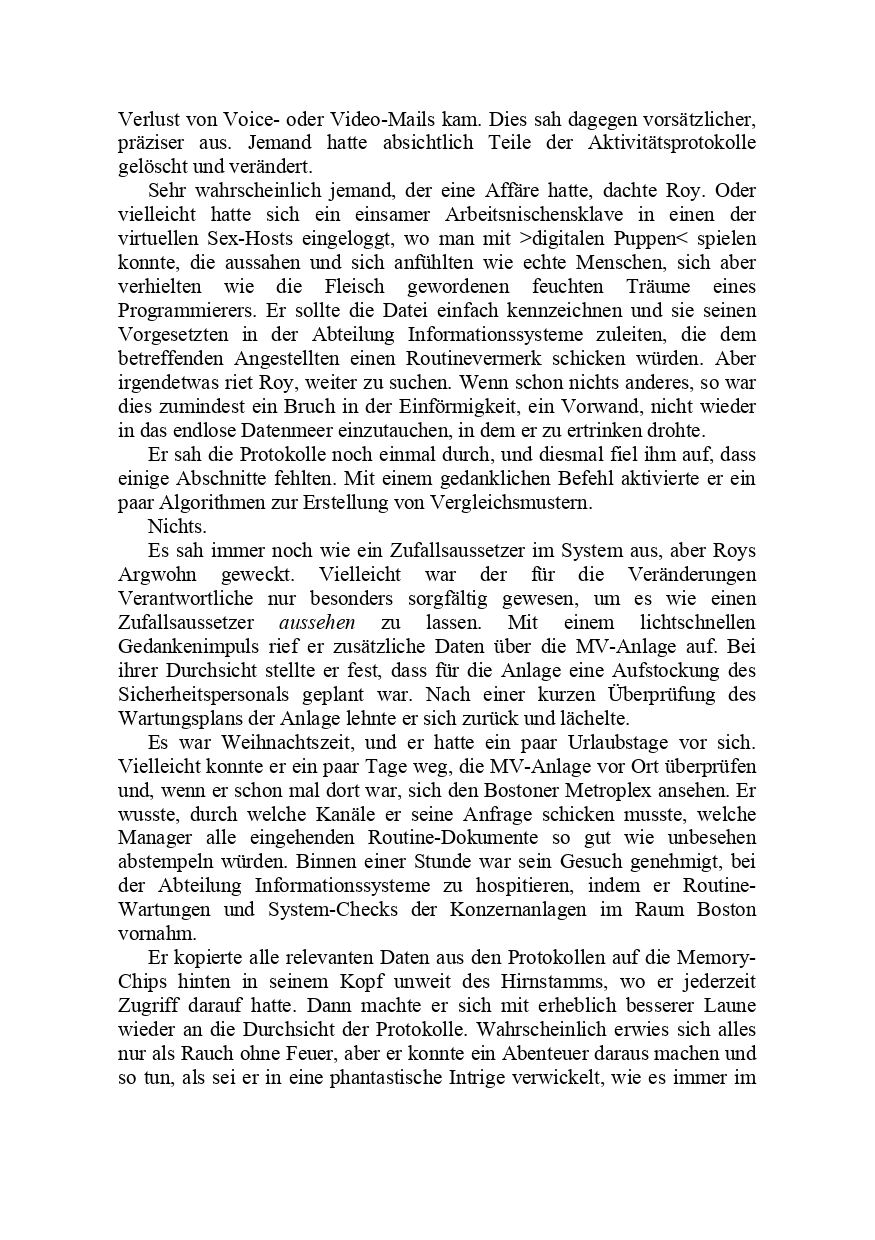 Verlust von Voice- oder Video-Mails kam. Dies sah dagegen vorsätzlicher,
präziser aus. Jemand hatte absichtlich Teile der Aktivitätsprotokolle
gelöscht und verändert.
Sehr wahrscheinlich jemand, der eine Affäre hatte, dachte Roy. Oder
vielleicht hatte sich ein einsamer Arbeitsnischensklave in einen der
virtuellen Sex-Hosts eingeloggt, wo man mit >digitalen Puppen< spielen
konnte, die aussahen und sich anfühlten wie echte Menschen, sich aber
verhielten wie die Fleisch gewordenen feuchten Träume eines
Programmierers. Er sollte die Datei einfach kennzeichnen und sie seinen
Vorgesetzten in der Abteilung Informationssysteme zuleiten, die dem
betreffenden Angestellten einen Routinevermerk schicken würden. Aber
irgendetwas riet Roy, weiter zu suchen. Wenn schon nichts anderes, so war
dies zumindest ein Bruch in der Einförmigkeit, ein Vorwand, nicht wieder
in das endlose Datenmeer einzutauchen, in dem er zu ertrinken drohte.
Er sah die Protokolle noch einmal durch, und diesmal fiel ihm auf, dass
einige Abschnitte fehlten. Mit einem gedanklichen Befehl aktivierte er ein
paar Algorithmen zur Erstellung von Vergleichsmustern.
Nichts.
Es sah immer noch wie ein Zufallsaussetzer im System aus, aber Roys
Argwohn geweckt. Vielleicht war der für die Veränderungen
Verantwortliche nur besonders sorgfältig gewesen, um es wie einen
Zufallsaussetzer aussehen zu lassen. Mit einem lichtschnellen
Gedankenimpuls rief er zusätzliche Daten über die MV-Anlage auf. Bei
ihrer Durchsicht stellte er fest, dass für die Anlage eine Aufstockung des
Sicherheitspersonals geplant war. Nach einer kurzen Überprüfung des
Wartungsplans der Anlage lehnte er sich zurück und lächelte.
Es war Weihnachtszeit, und er hatte ein paar Urlaubstage vor sich.
Vielleicht konnte er ein paar Tage weg, die MV-Anlage vor Ort überprüfen
und, wenn er schon mal dort war, sich den Bostoner Metroplex ansehen. Er
wusste, durch welche Kanäle er seine Anfrage schicken musste, welche
Manager alle eingehenden Routine-Dokumente so gut wie unbesehen
abstempeln würden. Binnen einer Stunde war sein Gesuch genehmigt, bei
der Abteilung Informationssysteme zu hospitieren, indem er Routine-
Wartungen und System-Checks der Konzernanlagen im Raum Boston
vornahm.
Er kopierte alle relevanten Daten aus den Protokollen auf die Memory-
Chips hinten in seinem Kopf unweit des Hirnstamms, wo er jederzeit
Zugriff darauf hatte. Dann machte er sich mit erheblich besserer Laune
wieder an die Durchsicht der Protokolle. Wahrscheinlich erwies sich alles
nur als Rauch ohne Feuer, aber er konnte ein Abenteuer daraus machen und
so tun, als sei er in eine phantastische Intrige verwickelt, wie es immer im